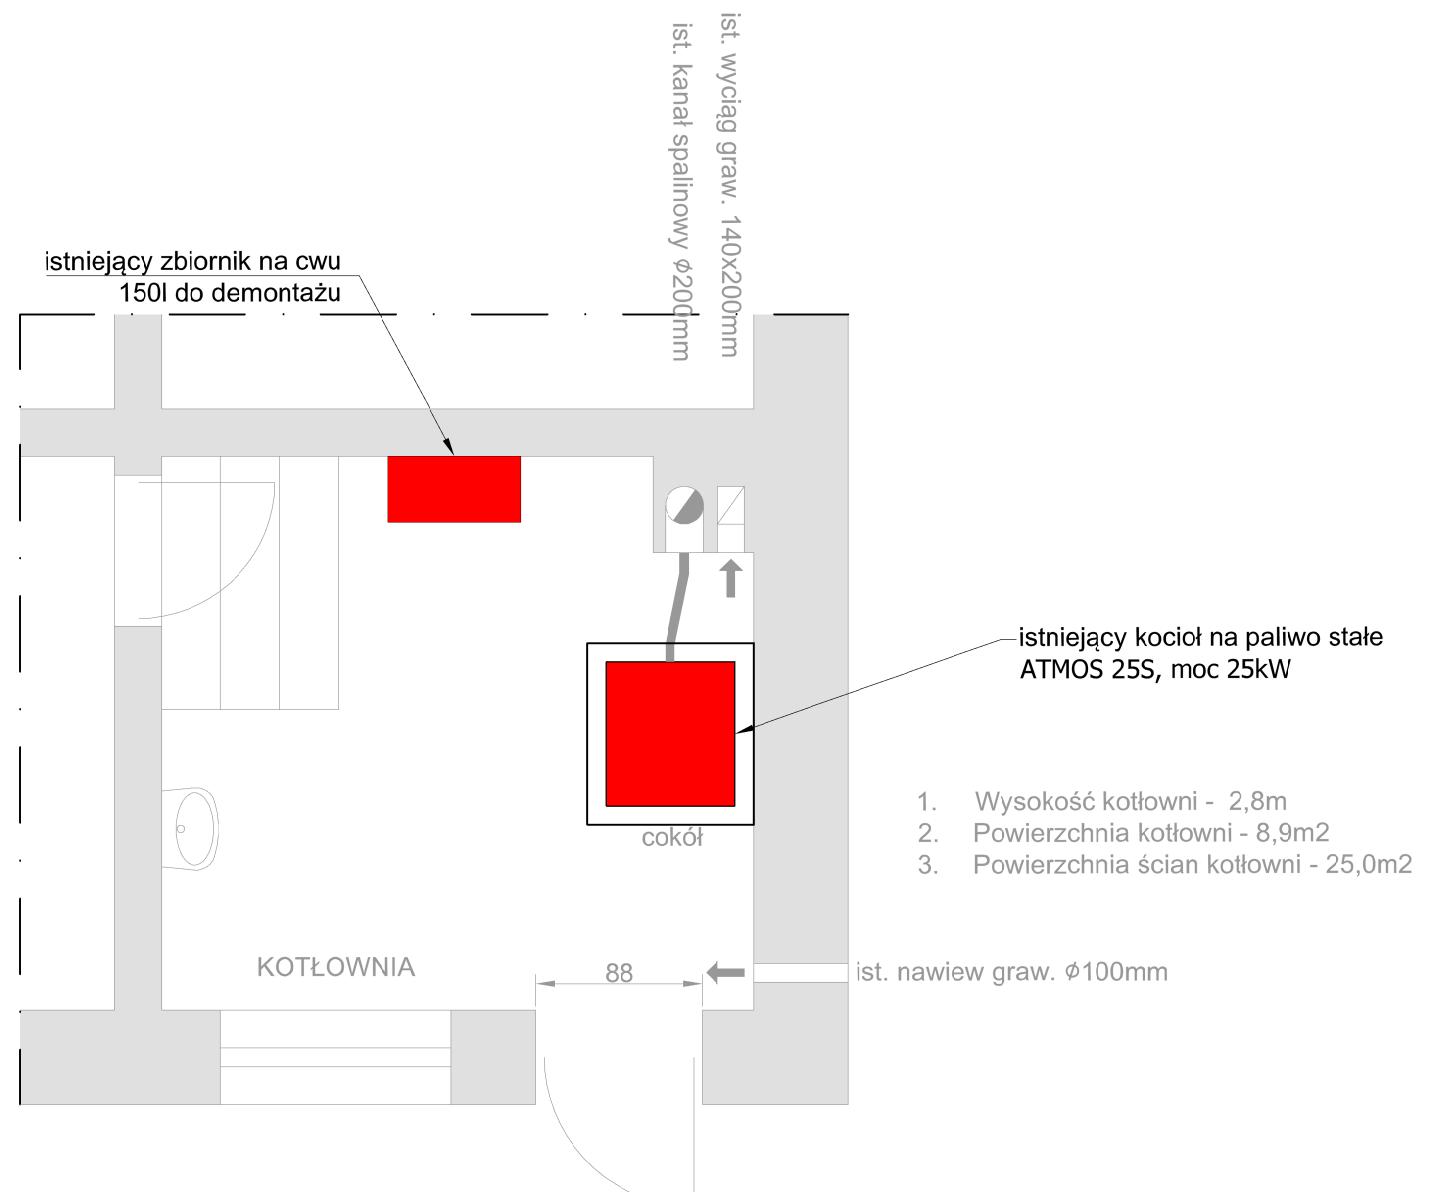 ist. kanał spalinowy ϕ200mm
ist. wyciąg graw. 140x200mm
istniejący zbiornik na cwu
150l do demontażu
istniejący kocioł na paliwo stałe
ATMOS 25S, moc 25kW
1. Wysokość kotłowni - 2,8m
2. Powierzchnia kotłowni - 8,9m2
3. Powierzchnia ścian kotłowni - 25,0m2
cokół
KOTŁOWNIA
88
ist. nawiew graw. ϕ100mm